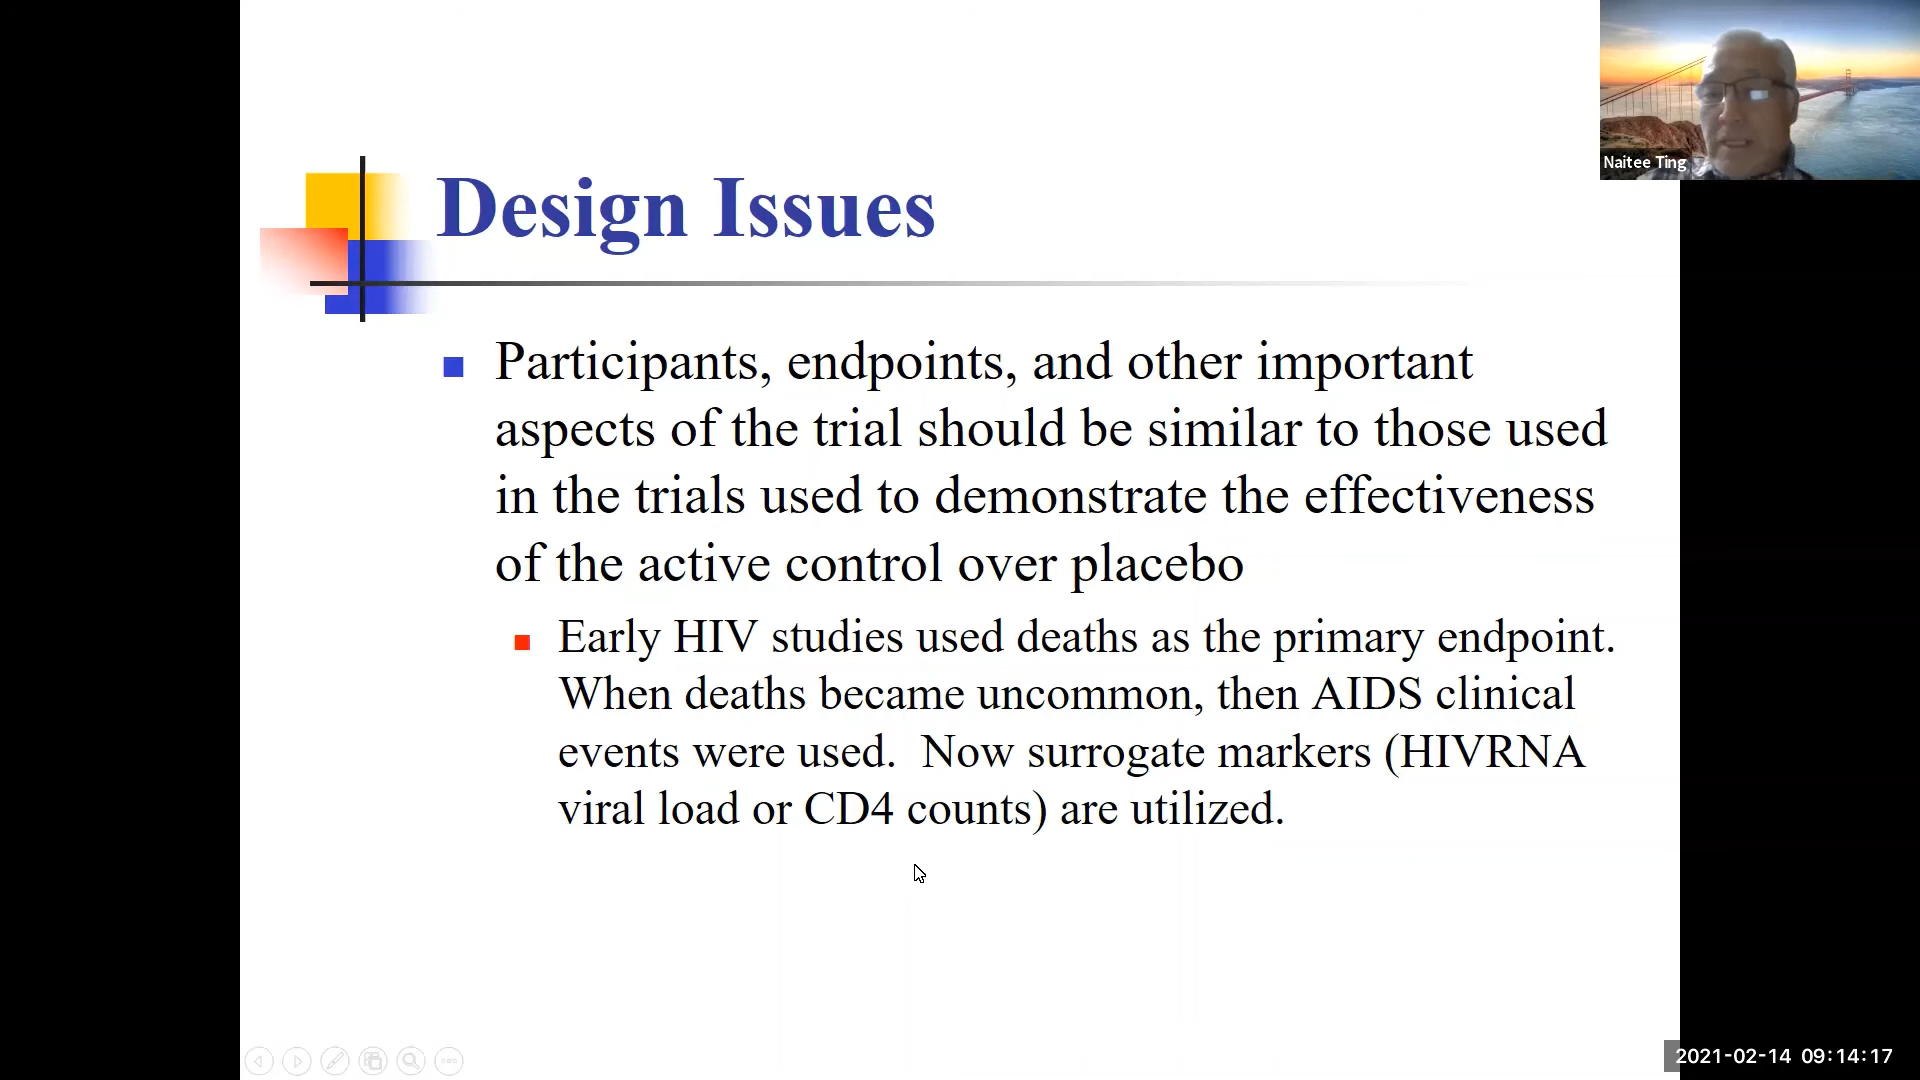 Design Issues
Participants, endpoints, and other important
aspects of the trial should be similar to those used
in the trials used to demonstrate the effectiveness
of the active control over placebo
Early HIV studies used deaths as the primary endpoint.
When deaths became uncommon, then AIDS clinical
events were used.  Now surrogate markers (HIVRNA
viral load or CD4 counts) are utilized.
Naitee Ting
2021-02-14 09:14:17